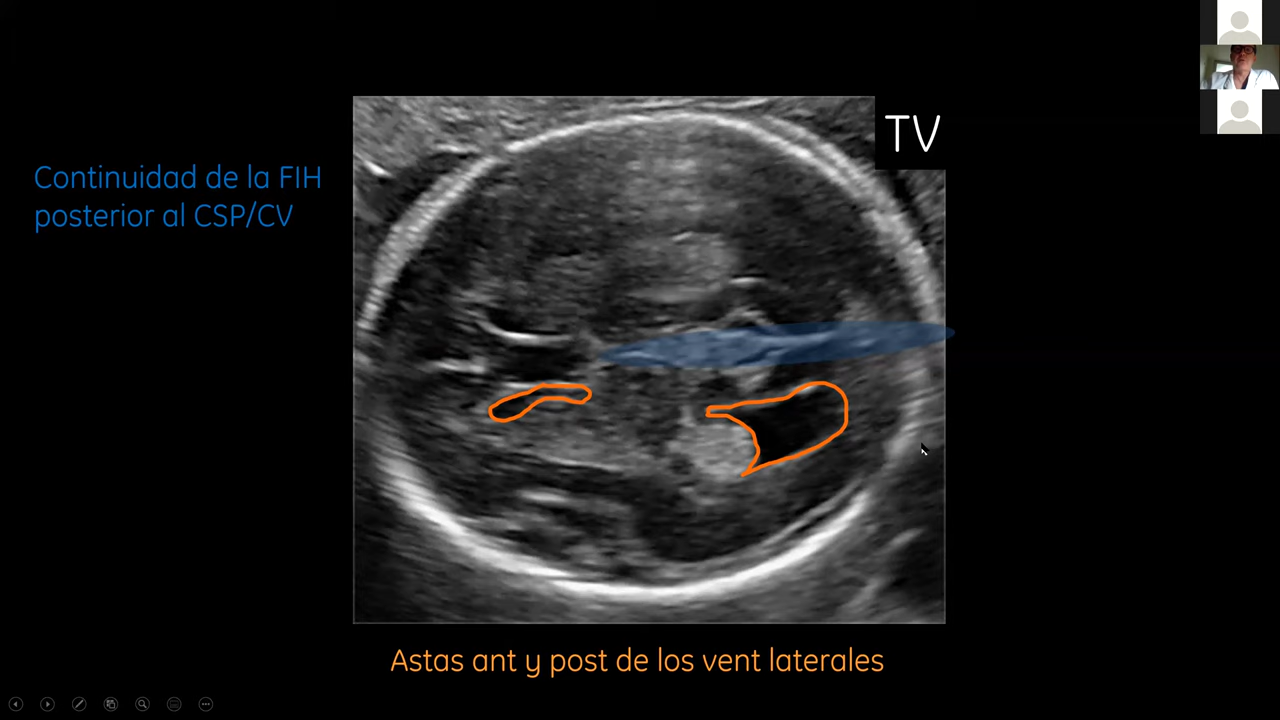 TV
Continuidad de la FIH
posterior al CSP/CV
Astas ant y post de los vent laterales